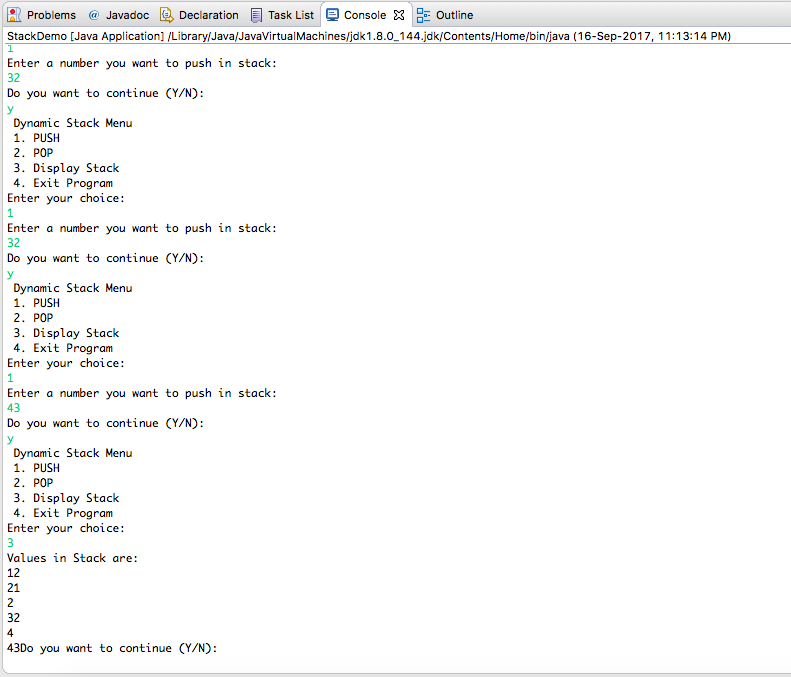 Problems @ Javadoc Declaration Task List Console Outline
StackDemo [Java Application] /Library/Java/JavaVirtualMachines/jdk1.8.0_144.jdk/Contents/Home/bin/java (16-Sep-2017, 11:13:14 PM)
1
Enter a number you want to push in stack:
32
Do you want to continue (Y/N):
y
Dynamic Stack Menu
1. PUSH
2. POP
3. Display Stack
4. Exit Program
Enter your choice:
1
Enter a number you want to push in stack:
32
Do you want to continue (Y/N):
y
Dynamic Stack Menu
1. PUSH
2. POP
3. Display Stack
4. Exit Program
Enter your choice:
1
Enter a number you want to push in stack:
43
Do you want to continue (Y/N):
y
Dynamic Stack Menu
1. PUSH
2. POP
3. Display Stack
4. Exit Program
Enter your choice:
3
Values in Stack are:
12
21
2
32
4
43Do you want to continue (Y/N):